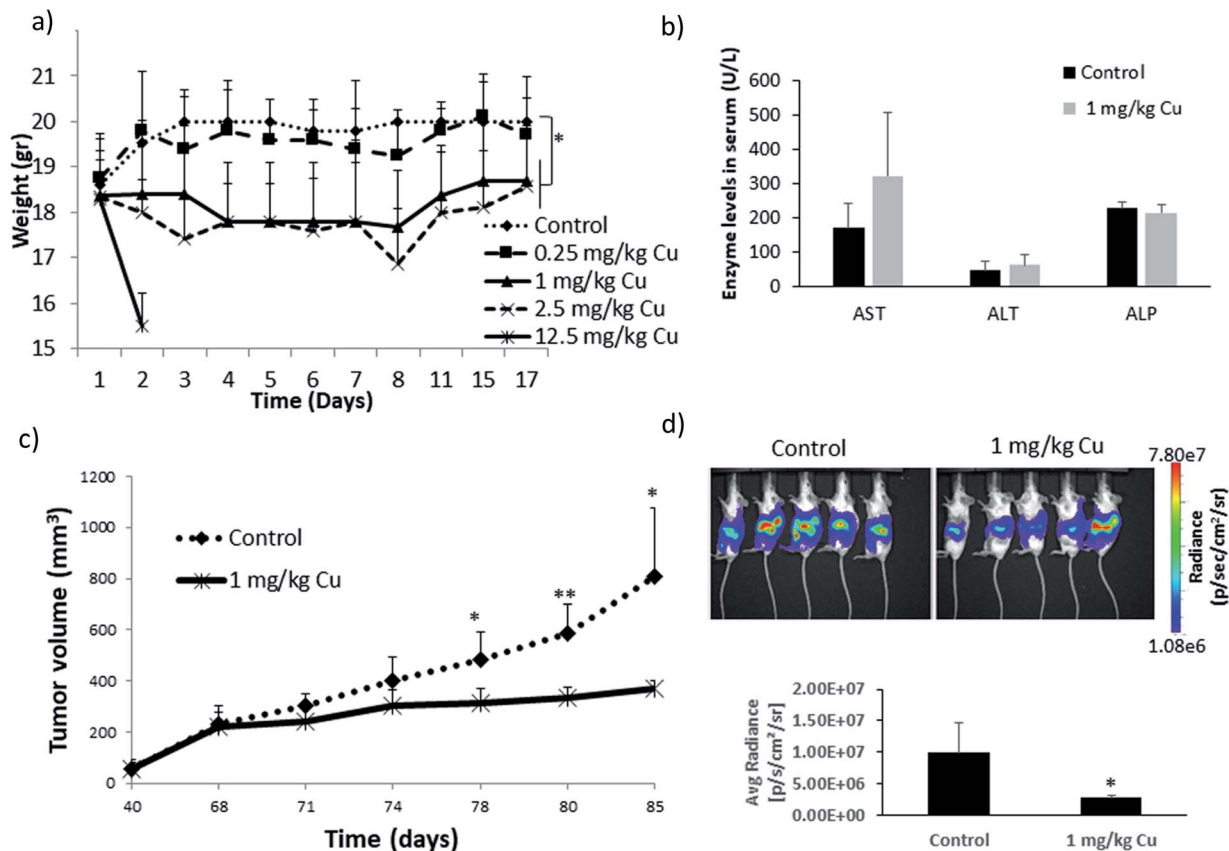 a)
21
20
19
18
17
16
15
Weight (gr)
1 2 3 4 5 6 7 8 11 15 17
Time (Days)
*
Control
0.25 mg/kg Cu
1 mg/kg Cu
2.5 mg/kg Cu
12.5 mg/kg Cu
b)
Enzyme levels in serum (U/L)
600
500
400
300
200
100
0
Control
1 mg/kg Cu
AST ALT ALP
c)
Tumor volume (mm³)
1200
1000
800
600
400
200
0
Control
1 mg/kg Cu
*
**
*
40 68 71 74 78 80 85
Time (days)
d)
Control
1 mg/kg Cu
7.80e7
Radiance
(p/sec/cm²/sr)
1.08e6
Avg Radiance
[p/s/cm²/sr]
2.00E+07
1.50E+07
1.00E+07
5.00E+06
0.00E+00
*
Control
1 mg/kg Cu